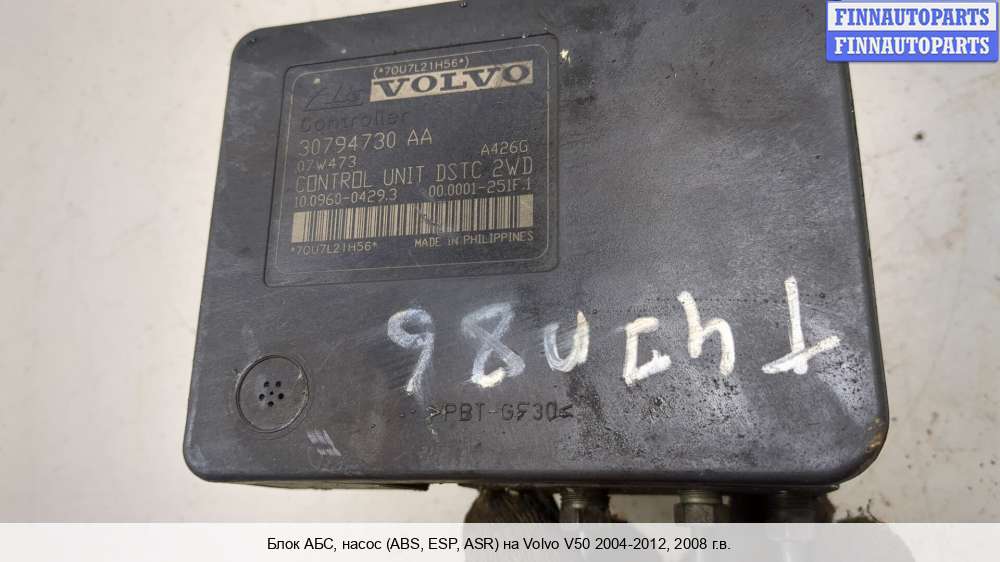 FINNAUTOPARTS
FINNAUTOPARTS
(*70U7L21H56*)
VOLVO
Controller
30794730 AA
07W473 A426G
CONTROL UNIT DSTC 2WD
10.0960-0429.3 00.0001-251F.1
*70U7L21H56* MADE IN PHILIPPINES
>PBT-GF30<
Блок АБС, насос (ABS, ESP, ASR) на Volvo V50 2004-2012, 2008 г.в.